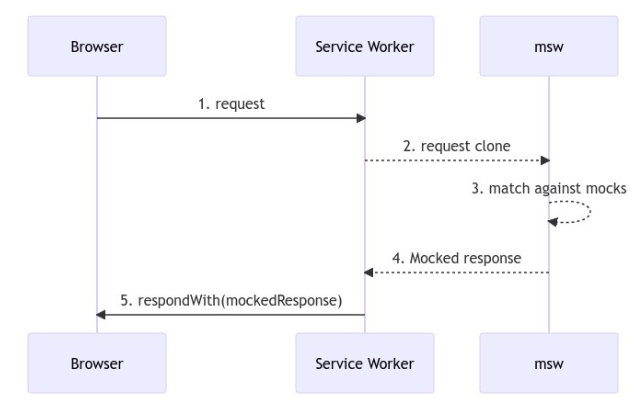 Browser
Service Worker
msw
1. request
2. request clone
3. match against mocks
4. Mocked response
5. respondWith(mockedResponse)
Browser
Service Worker
msw